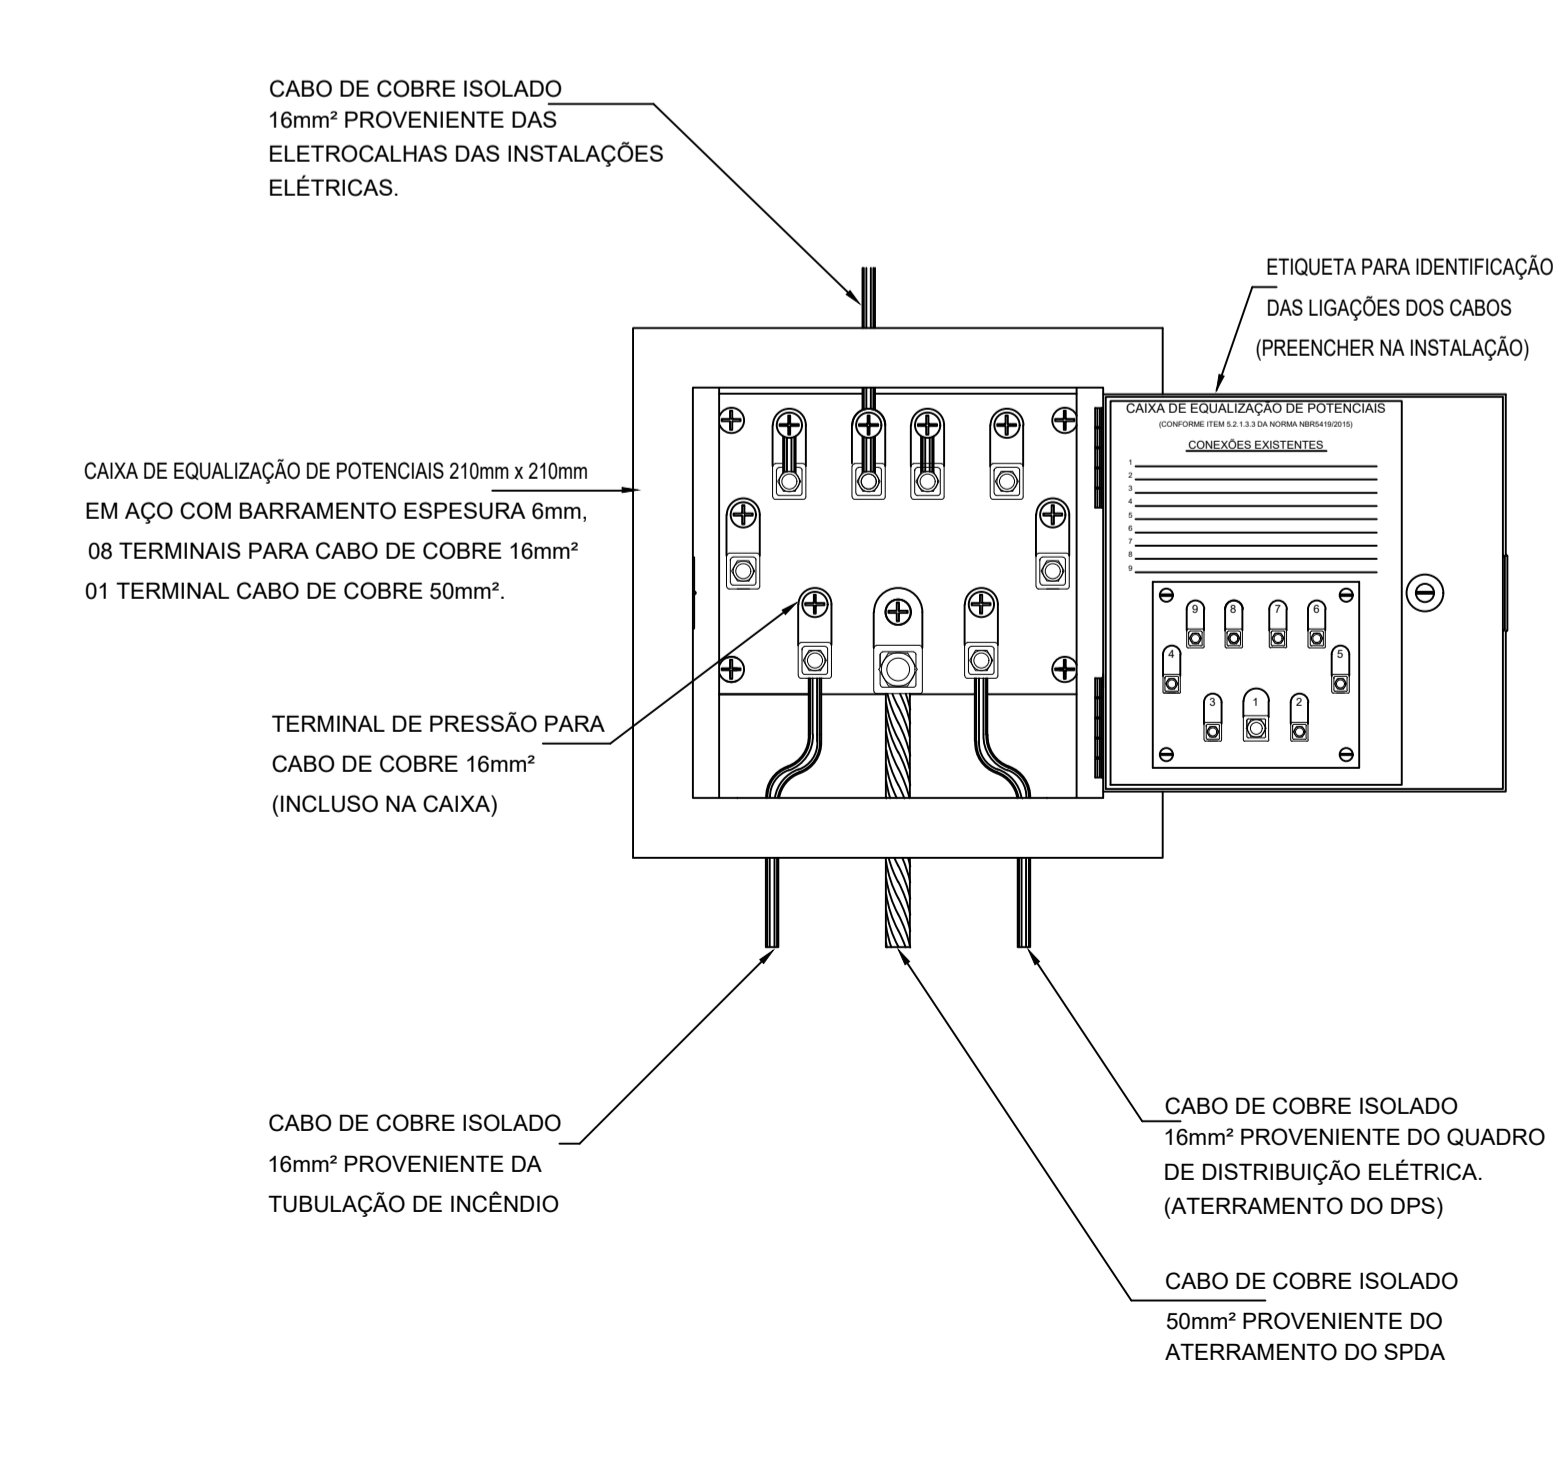 CABO DE COBRE ISOLADO
16mm² PROVENIENTE DAS
ELETROCALHAS DAS INSTALAÇÕES
ELÉTRICAS.
ETIQUETA PARA IDENTIFICAÇÃO
DAS LIGAÇÕES DOS CABOS
(PREENCHER NA INSTALAÇÃO)
CAIXA DE EQUALIZAÇÃO DE POTENCIAIS
(CONFORME ITEM 5.2.1.3.3 DA NORMA NBR5419/2015)
CONEXÕES EXISTENTES
1
2
3
4
5
6
7
8
9
9 8 7 6
4 5
3 1 2
CAIXA DE EQUALIZAÇÃO DE POTENCIAIS 210mm x 210mm
EM AÇO COM BARRAMENTO ESPESURA 6mm,
08 TERMINAIS PARA CABO DE COBRE 16mm²
01 TERMINAL CABO DE COBRE 50mm².
TERMINAL DE PRESSÃO PARA
CABO DE COBRE 16mm²
(INCLUSO NA CAIXA)
CABO DE COBRE ISOLADO
16mm² PROVENIENTE DA
TUBULAÇÃO DE INCÊNDIO
CABO DE COBRE ISOLADO
16mm² PROVENIENTE DO QUADRO
DE DISTRIBUIÇÃO ELÉTRICA.
(ATERRAMENTO DO DPS)
CABO DE COBRE ISOLADO
50mm² PROVENIENTE DO
ATERRAMENTO DO SPDA